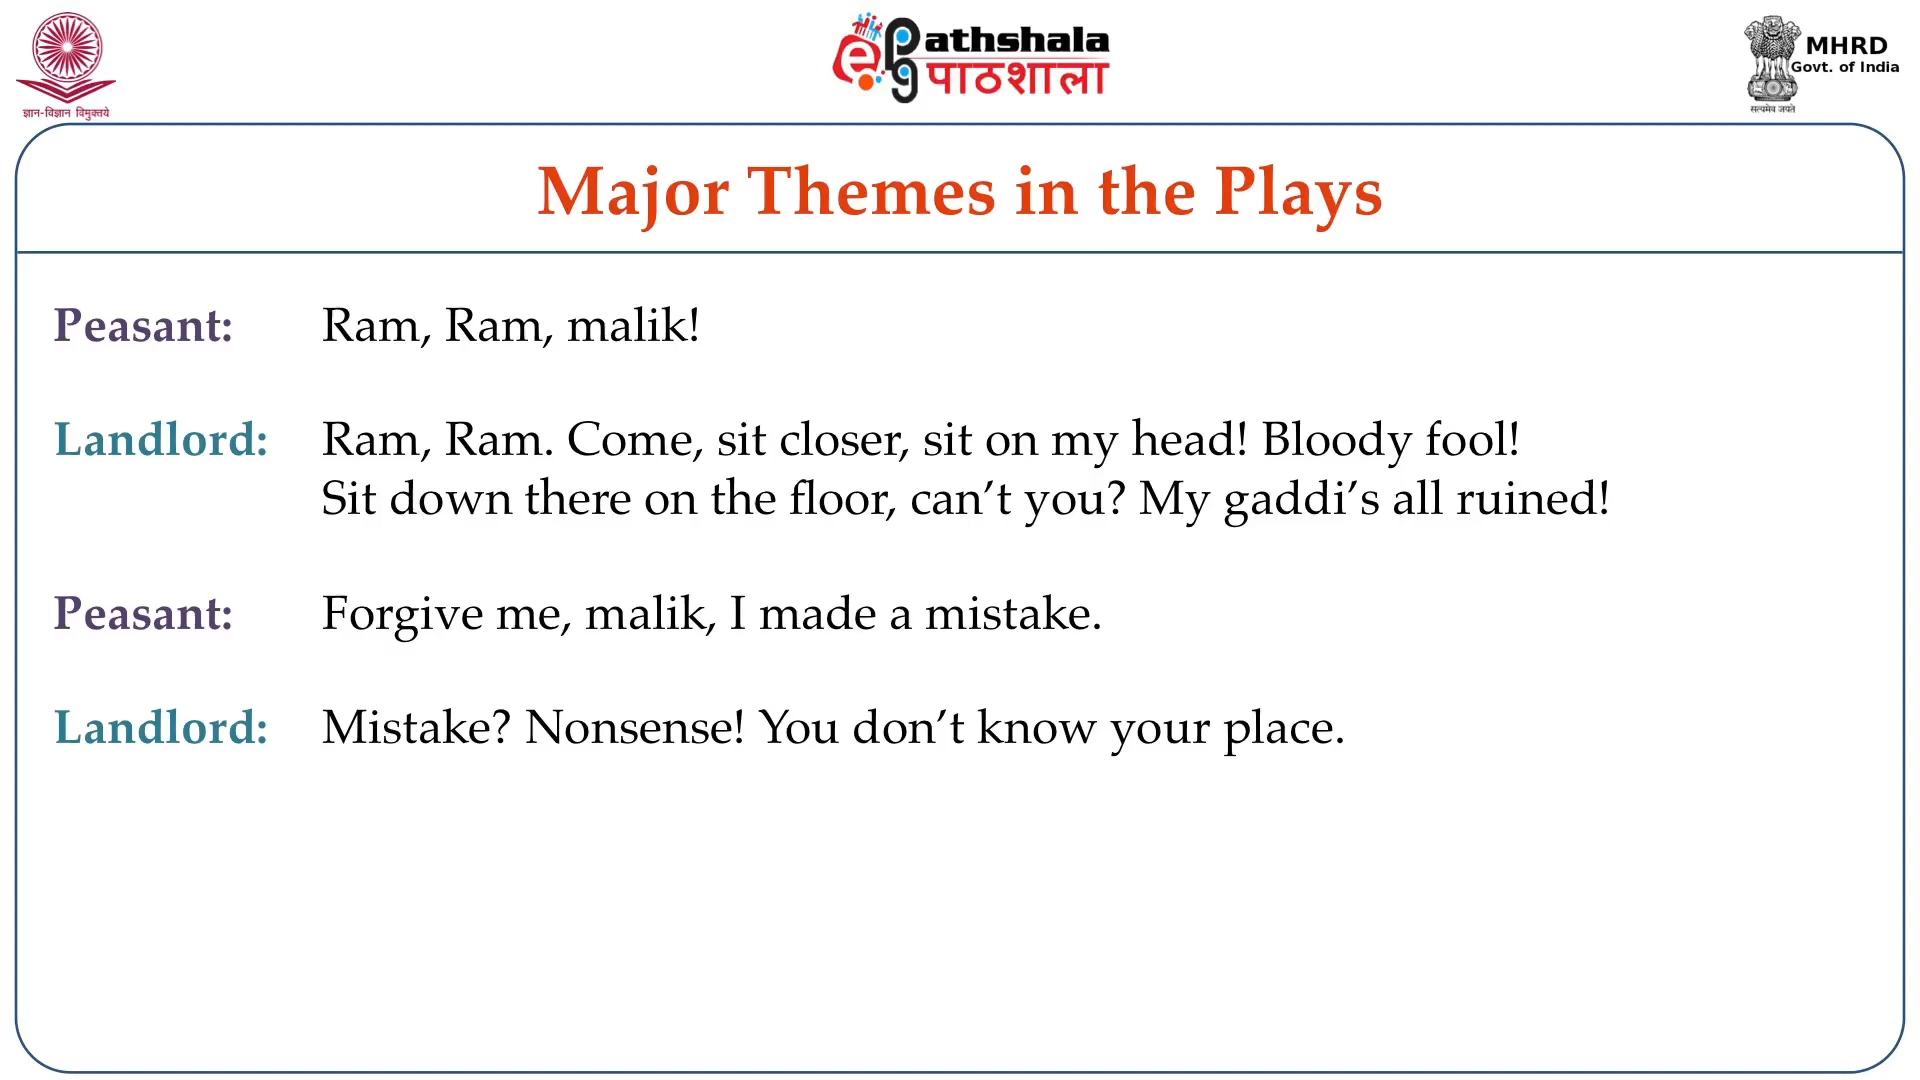 ज्ञान-विज्ञान विमुक्तये
ePathshala
पाठशाला
MHRD
Govt. of India
सत्यमेव जयते
Major Themes in the Plays
Peasant: Ram, Ram, malik!
Landlord: Ram, Ram. Come, sit closer, sit on my head! Bloody fool!
Sit down there on the floor, can’t you? My gaddi’s all ruined!
Peasant: Forgive me, malik, I made a mistake.
Landlord: Mistake? Nonsense! You don’t know your place.